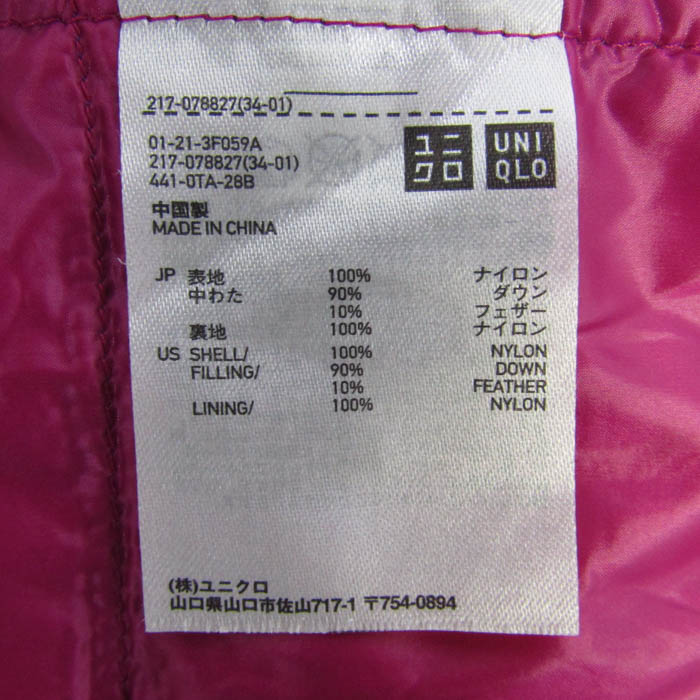 217-078827(34-01)
01-21-3F059A
217-078827(34-01)
441-0TA-28B
ユニ
クロ
UNI
QLO
中国製
MADE IN CHINA
JP 表地 100% ナイロン
中わた 90% ダウン
10% フェザー
裏地 100% ナイロン
US SHELL/ 100% NYLON
FILLING/ 90% DOWN
10% FEATHER
LINING/ 100% NYLON
(株)ユニクロ
山口県山口市佐山717-1 〒754-0894